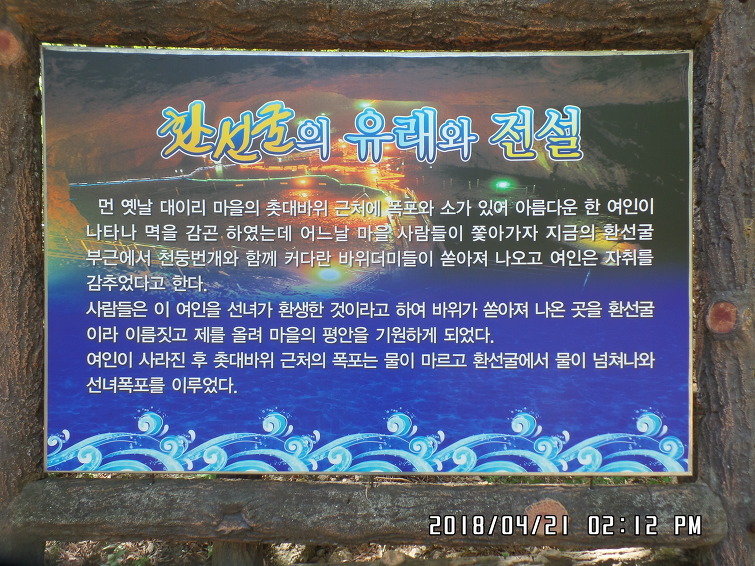 환선굴의 유래와 전설
먼 옛날 대이리 마을의 촛대바위 근처에 폭포와 소가 있어 아름다운 한 여인이
나타나 멱을 감곤 하였는데 어느날 마을 사람들이 쫓아가자 지금의 환선굴
부근에서 천둥번개와 함께 커다란 바위더미들이 쏟아져 나오고 여인은 자취를
감추었다고 한다.
사람들은 이 여인을 선녀가 환생한 것이라고 하여 바위가 쏟아져 나온 곳을 환선굴
이라 이름짓고 제를 올려 마을의 평안을 기원하게 되었다.
여인이 사라진 후 촛대바위 근처의 폭포는 물이 마르고 환선굴에서 물이 넘쳐나와
선녀폭포를 이루었다.
2018/04/21 02:12 PM